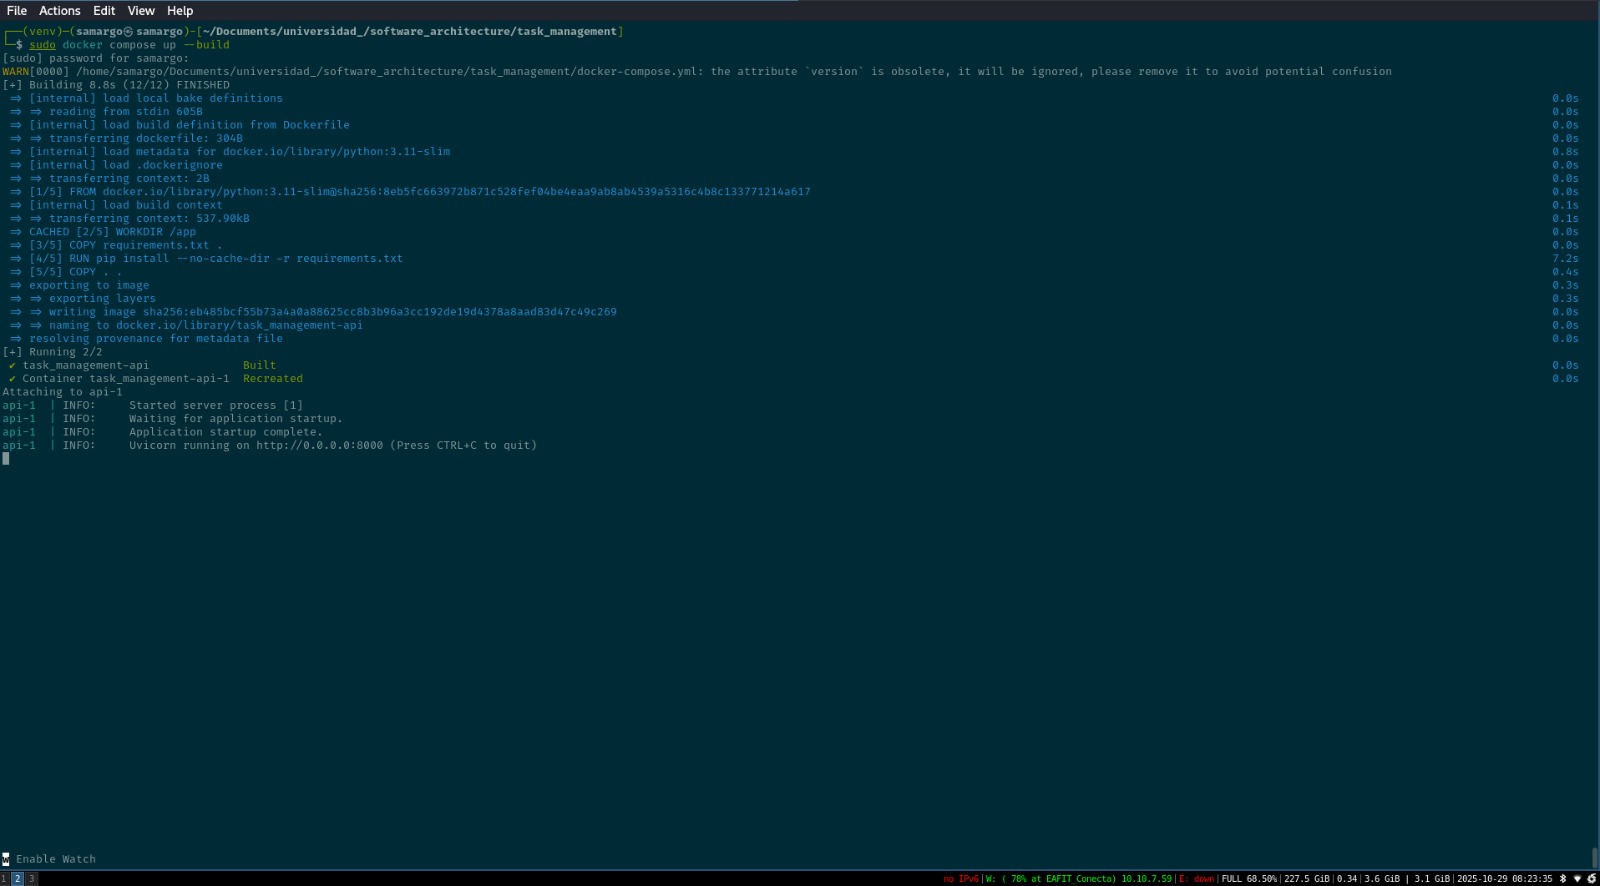 File Actions Edit View Help
┌──(venv)─(samargo㉿samargo)-[~/Documents/universidad_/software_architecture/task_management]
└─$ sudo docker compose up --build
[sudo] password for samargo:
WARN[0000] /home/samargo/Documents/universidad_/software_architecture/task_management/docker-compose.yml: the attribute `version` is obsolete, it will be ignored, please remove it to avoid potential confusion
[+] Building 8.8s (12/12) FINISHED
=> [internal] load local bake definitions 0.0s
=> => reading from stdin 605B 0.0s
=> [internal] load build definition from Dockerfile 0.0s
=> => transferring dockerfile: 304B 0.0s
=> [internal] load metadata for docker.io/library/python:3.11-slim 0.8s
=> [internal] load .dockerignore 0.0s
=> => transferring context: 2B 0.0s
=> [1/5] FROM docker.io/library/python:3.11-slim@sha256:8eb5fc663972b871c528fef04be4eaa9ab8ab4539a5316c4b8c133771214a617 0.0s
=> [internal] load build context 0.1s
=> => transferring context: 537.90kB 0.1s
=> CACHED [2/5] WORKDIR /app 0.0s
=> [3/5] COPY requirements.txt . 0.0s
=> [4/5] RUN pip install --no-cache-dir -r requirements.txt 7.2s
=> [5/5] COPY . . 0.4s
=> exporting to image 0.3s
=> => exporting layers 0.3s
=> => writing image sha256:eb485bcf55b73a4a0a88625cc8b3b96a3cc192de19d4378a8aad83d47c49c269 0.0s
=> => naming to docker.io/library/task_management-api 0.0s
=> resolving provenance for metadata file 0.0s
[+] Running 2/2
✔ task_management-api Built 0.0s
✔ Container task_management-api-1 Recreated 0.0s
Attaching to api-1
api-1 | INFO: Started server process [1]
api-1 | INFO: Waiting for application startup.
api-1 | INFO: Application startup complete.
api-1 | INFO: Uvicorn running on http://0.0.0.0:8000 (Press CTRL+C to quit)
w Enable Watch
1 2 3 no IPv6|W: ( 70% at EAFIT_Conecta) 10.10.7.59|E: down|FULL 68.50%|227.5 GiB|0.34|3.6 GiB | 3.1 GiB|2025-10-29 08:23:35